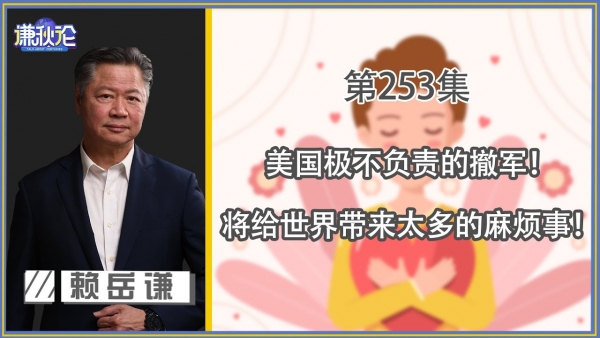 谦秋论
第253集
美国极不负责的撤军！
将给世界带来太多的麻烦事！
赖岳谦